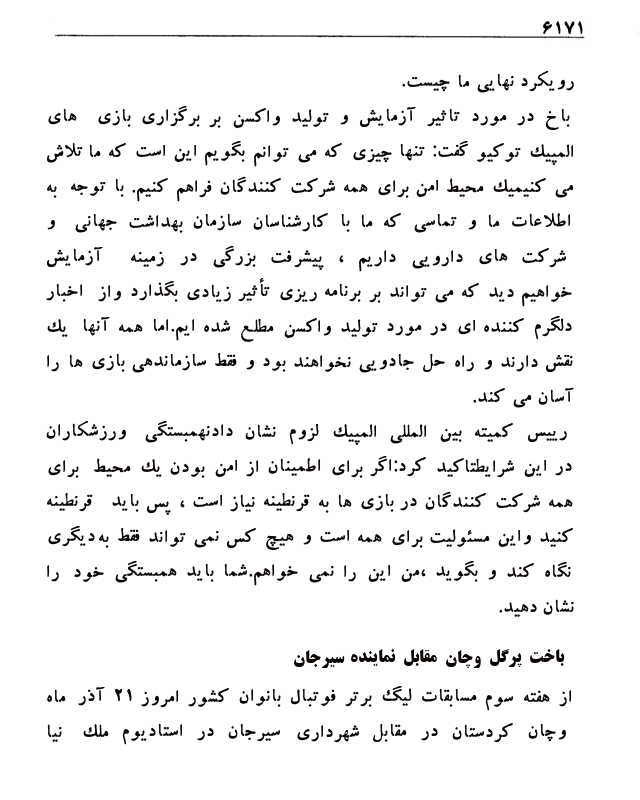 ۶۱۷۱
رویکرد نهایی ما چیست.
باخ در مورد تاثیر آزمایش و تولید واکسن بر برگزاری بازی های
المپیك توکیو گفت: تنها چیزی که می توانم بگویم این است که ما تلاش
می کنیمیك محیط امن برای همه شرکت کنندگان فراهم کنیم. با توجه به
اطلاعات ما و تماسی که ما با کارشناسان سازمان بهداشت جهانی و
شرکت های دارویی داریم ، پیشرفت بزرگی در زمینه آزمایش
خواهیم دید که می تواند بر برنامه ریزی تأثیر زیادی بگذارد واز اخبار
دلگرم کننده ای در مورد تولید واکسن مطلع شده ایم.اما همه آنها یك
نقش دارند و راه حل جادویی نخواهند بود و فقط سازماندهی بازی ها را
آسان می کند.
رییس کمیته بین المللی المپیك لزوم نشان دادنهمبستگی ورزشکاران
در این شرایطتاکید کرد:اگر برای اطمینان از امن بودن یك محیط برای
همه شرکت کنندگان در بازی ها به قرنطینه نیاز است ، پس باید قرنطینه
کنید واین مسئولیت برای همه است و هیچ کس نمی تواند فقط به دیگری
نگاه کند و بگوید ،من این را نمی خواهم.شما باید همبستگی خود را
نشان دهید.
باخت پرگل وچان مقابل نماینده سیرجان
از هفته سوم مسابقات لیگ برتر فوتبال بانوان کشور امروز ۲۱ آذر ماه
وچان کردستان در مقابل شهرداری سیرجان در استادیوم ملك نیا